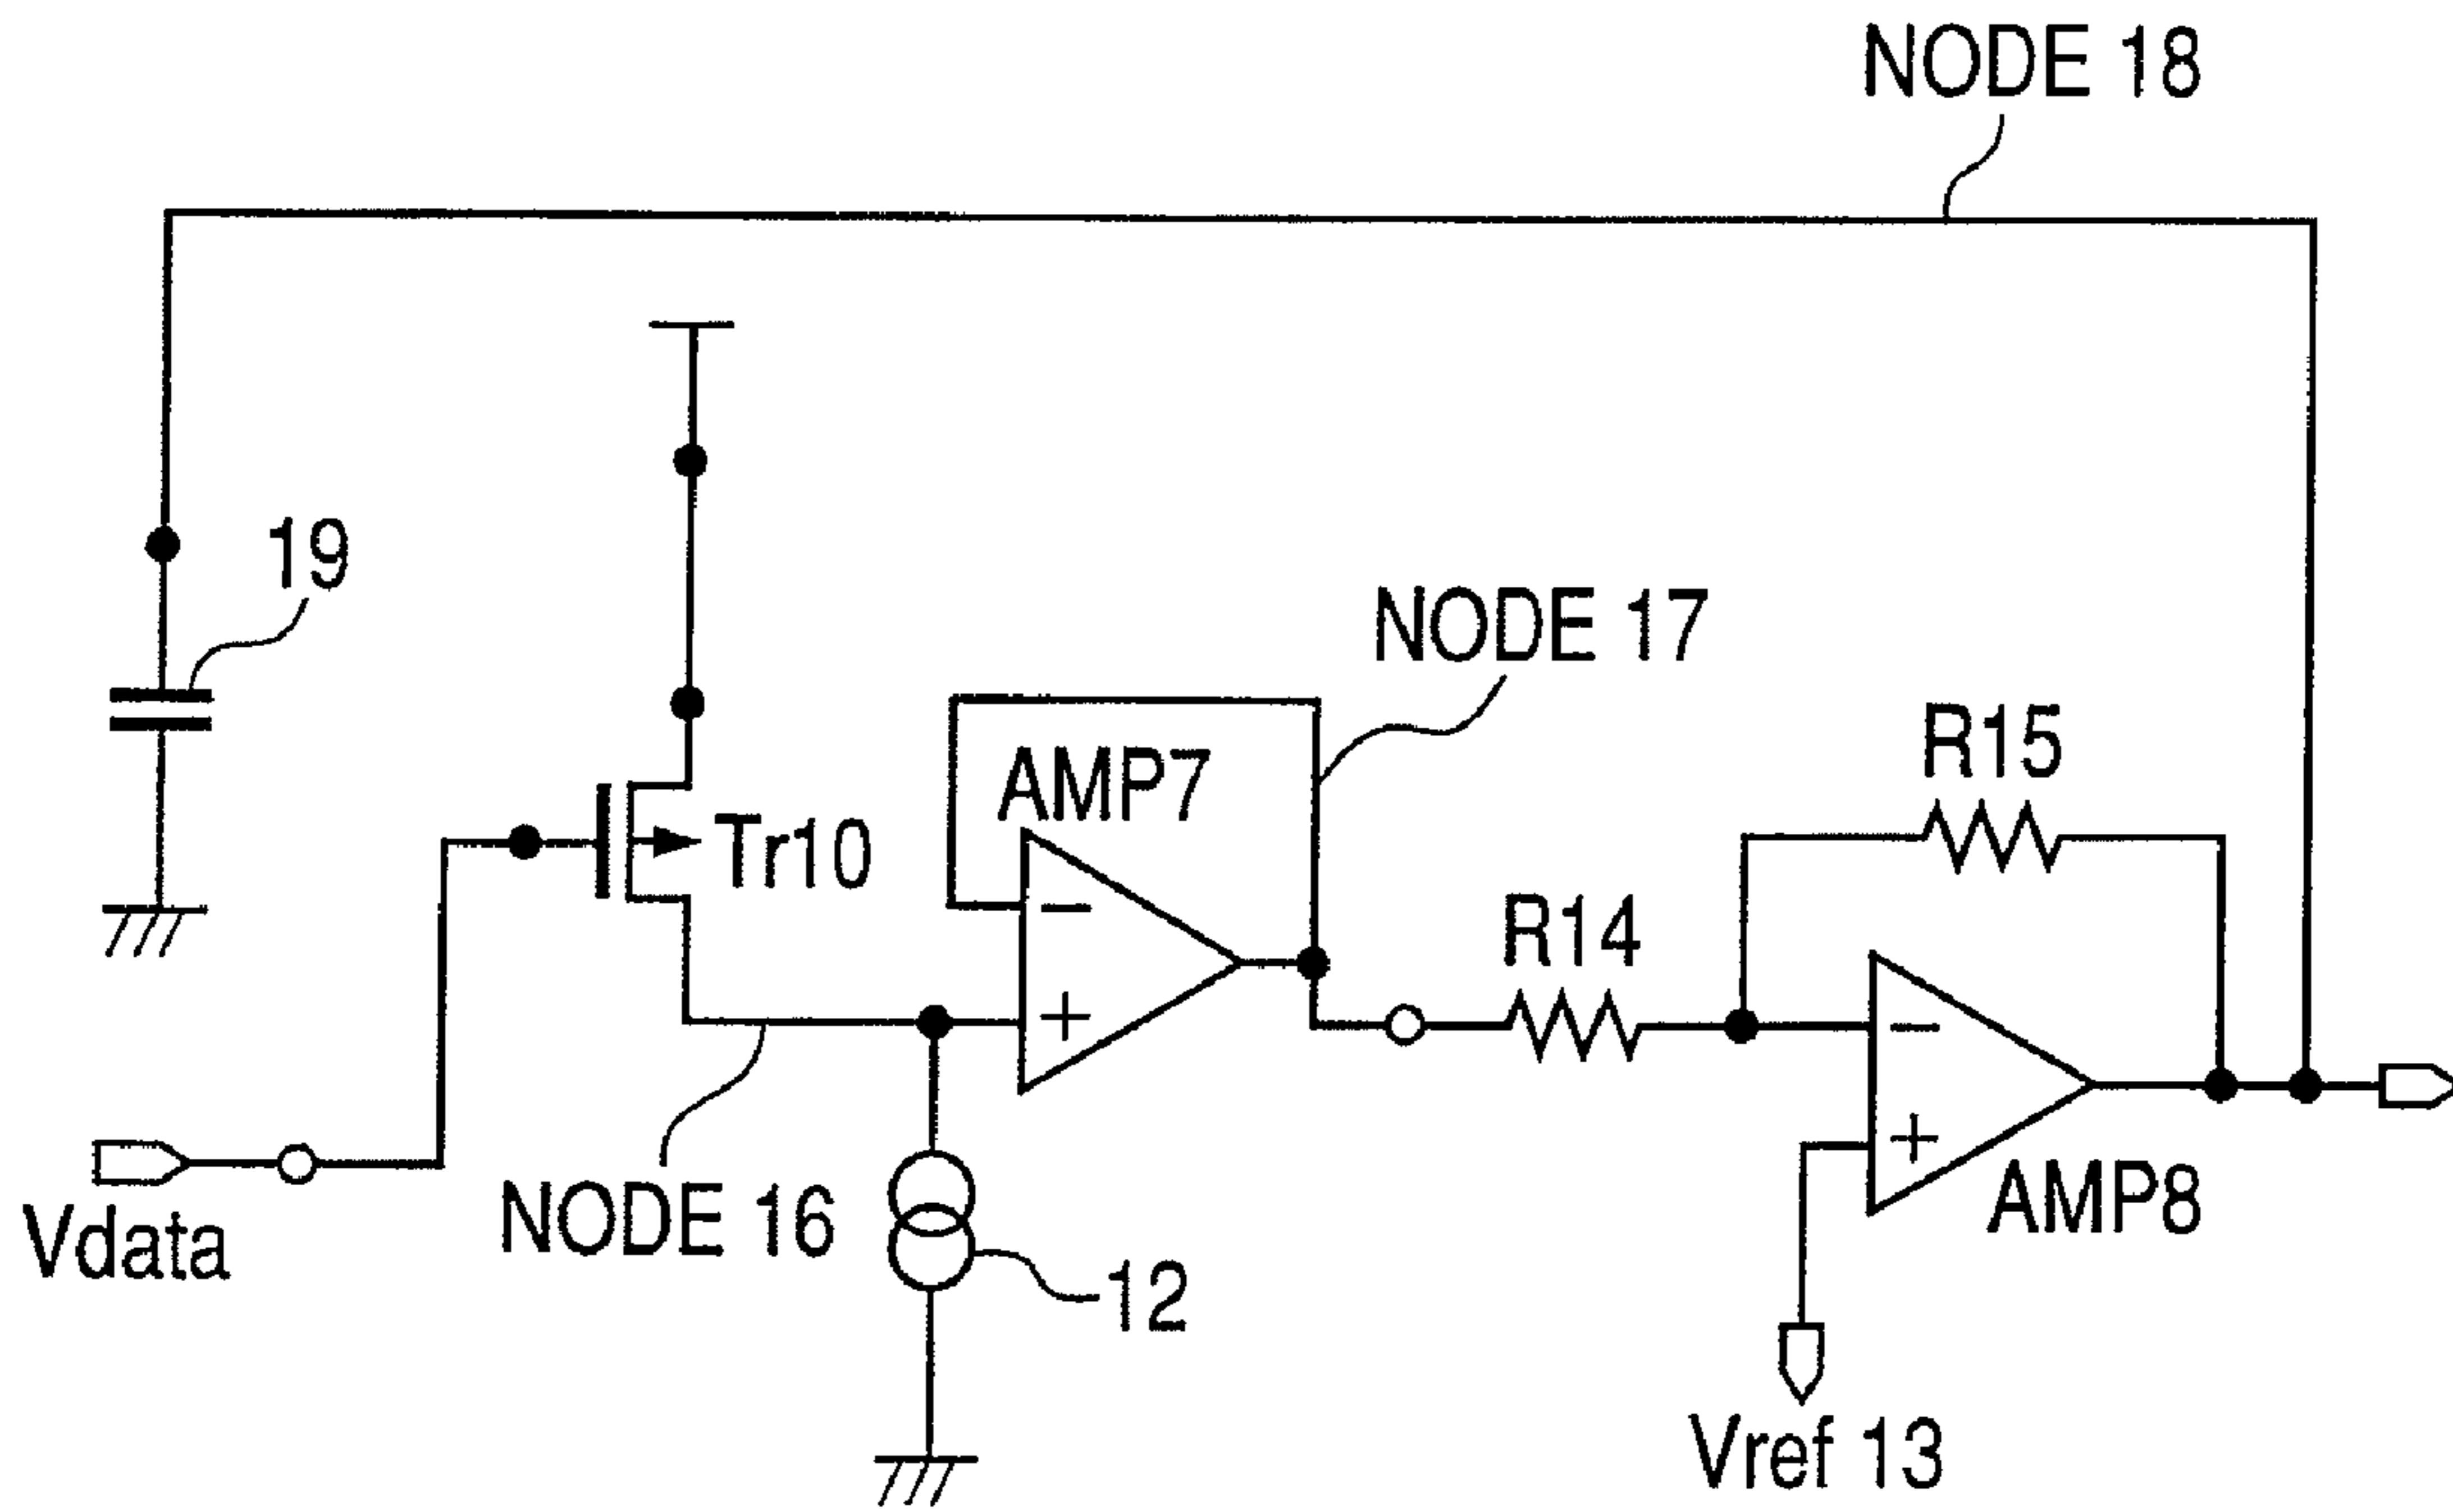 NODE 18
19
NODE 17
R15
AMP7
Tr10
R14
−
+
−
+
AMP8
NODE 16
Vdata
12
Vref 13